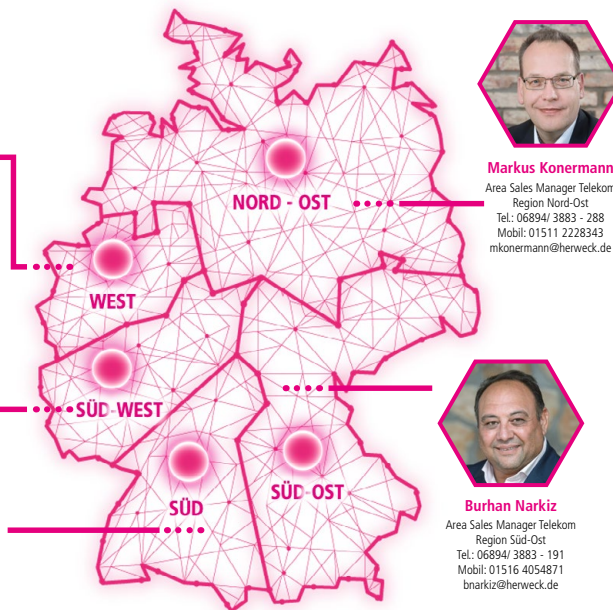 NORD - OST
WEST
SÜD-WEST
SÜD
SÜD-OST
Markus Konermann
Area Sales Manager Telekom
Region Nord-Ost
Tel.: 06894/ 3883 - 288
Mobil: 01511 2228343
mkonermann@herweck.de
Burhan Narkiz
Area Sales Manager Telekom
Region Süd-Ost
Tel.: 06894/ 3883 - 191
Mobil: 01516 4054871
bnarkiz@herweck.de